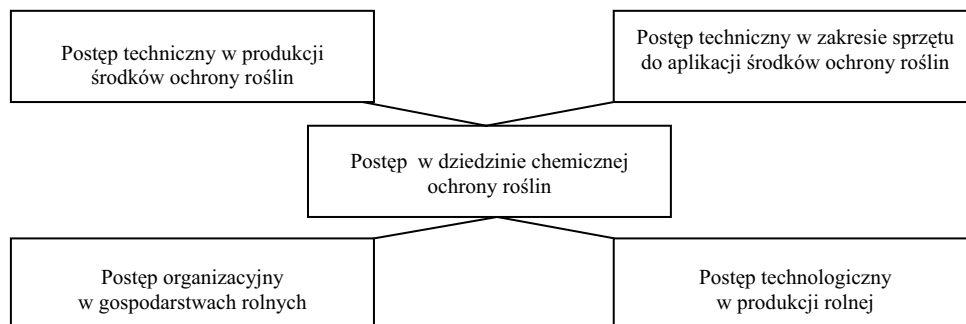 Postęp techniczny w produkcji
środków ochrony roślin
Postęp techniczny w zakresie sprzętu
do aplikacji środków ochrony roślin
Postęp w dziedzinie chemicznej
ochrony roślin
Postęp organizacyjny
w gospodarstwach rolnych
Postęp technologiczny
w produkcji rolnej